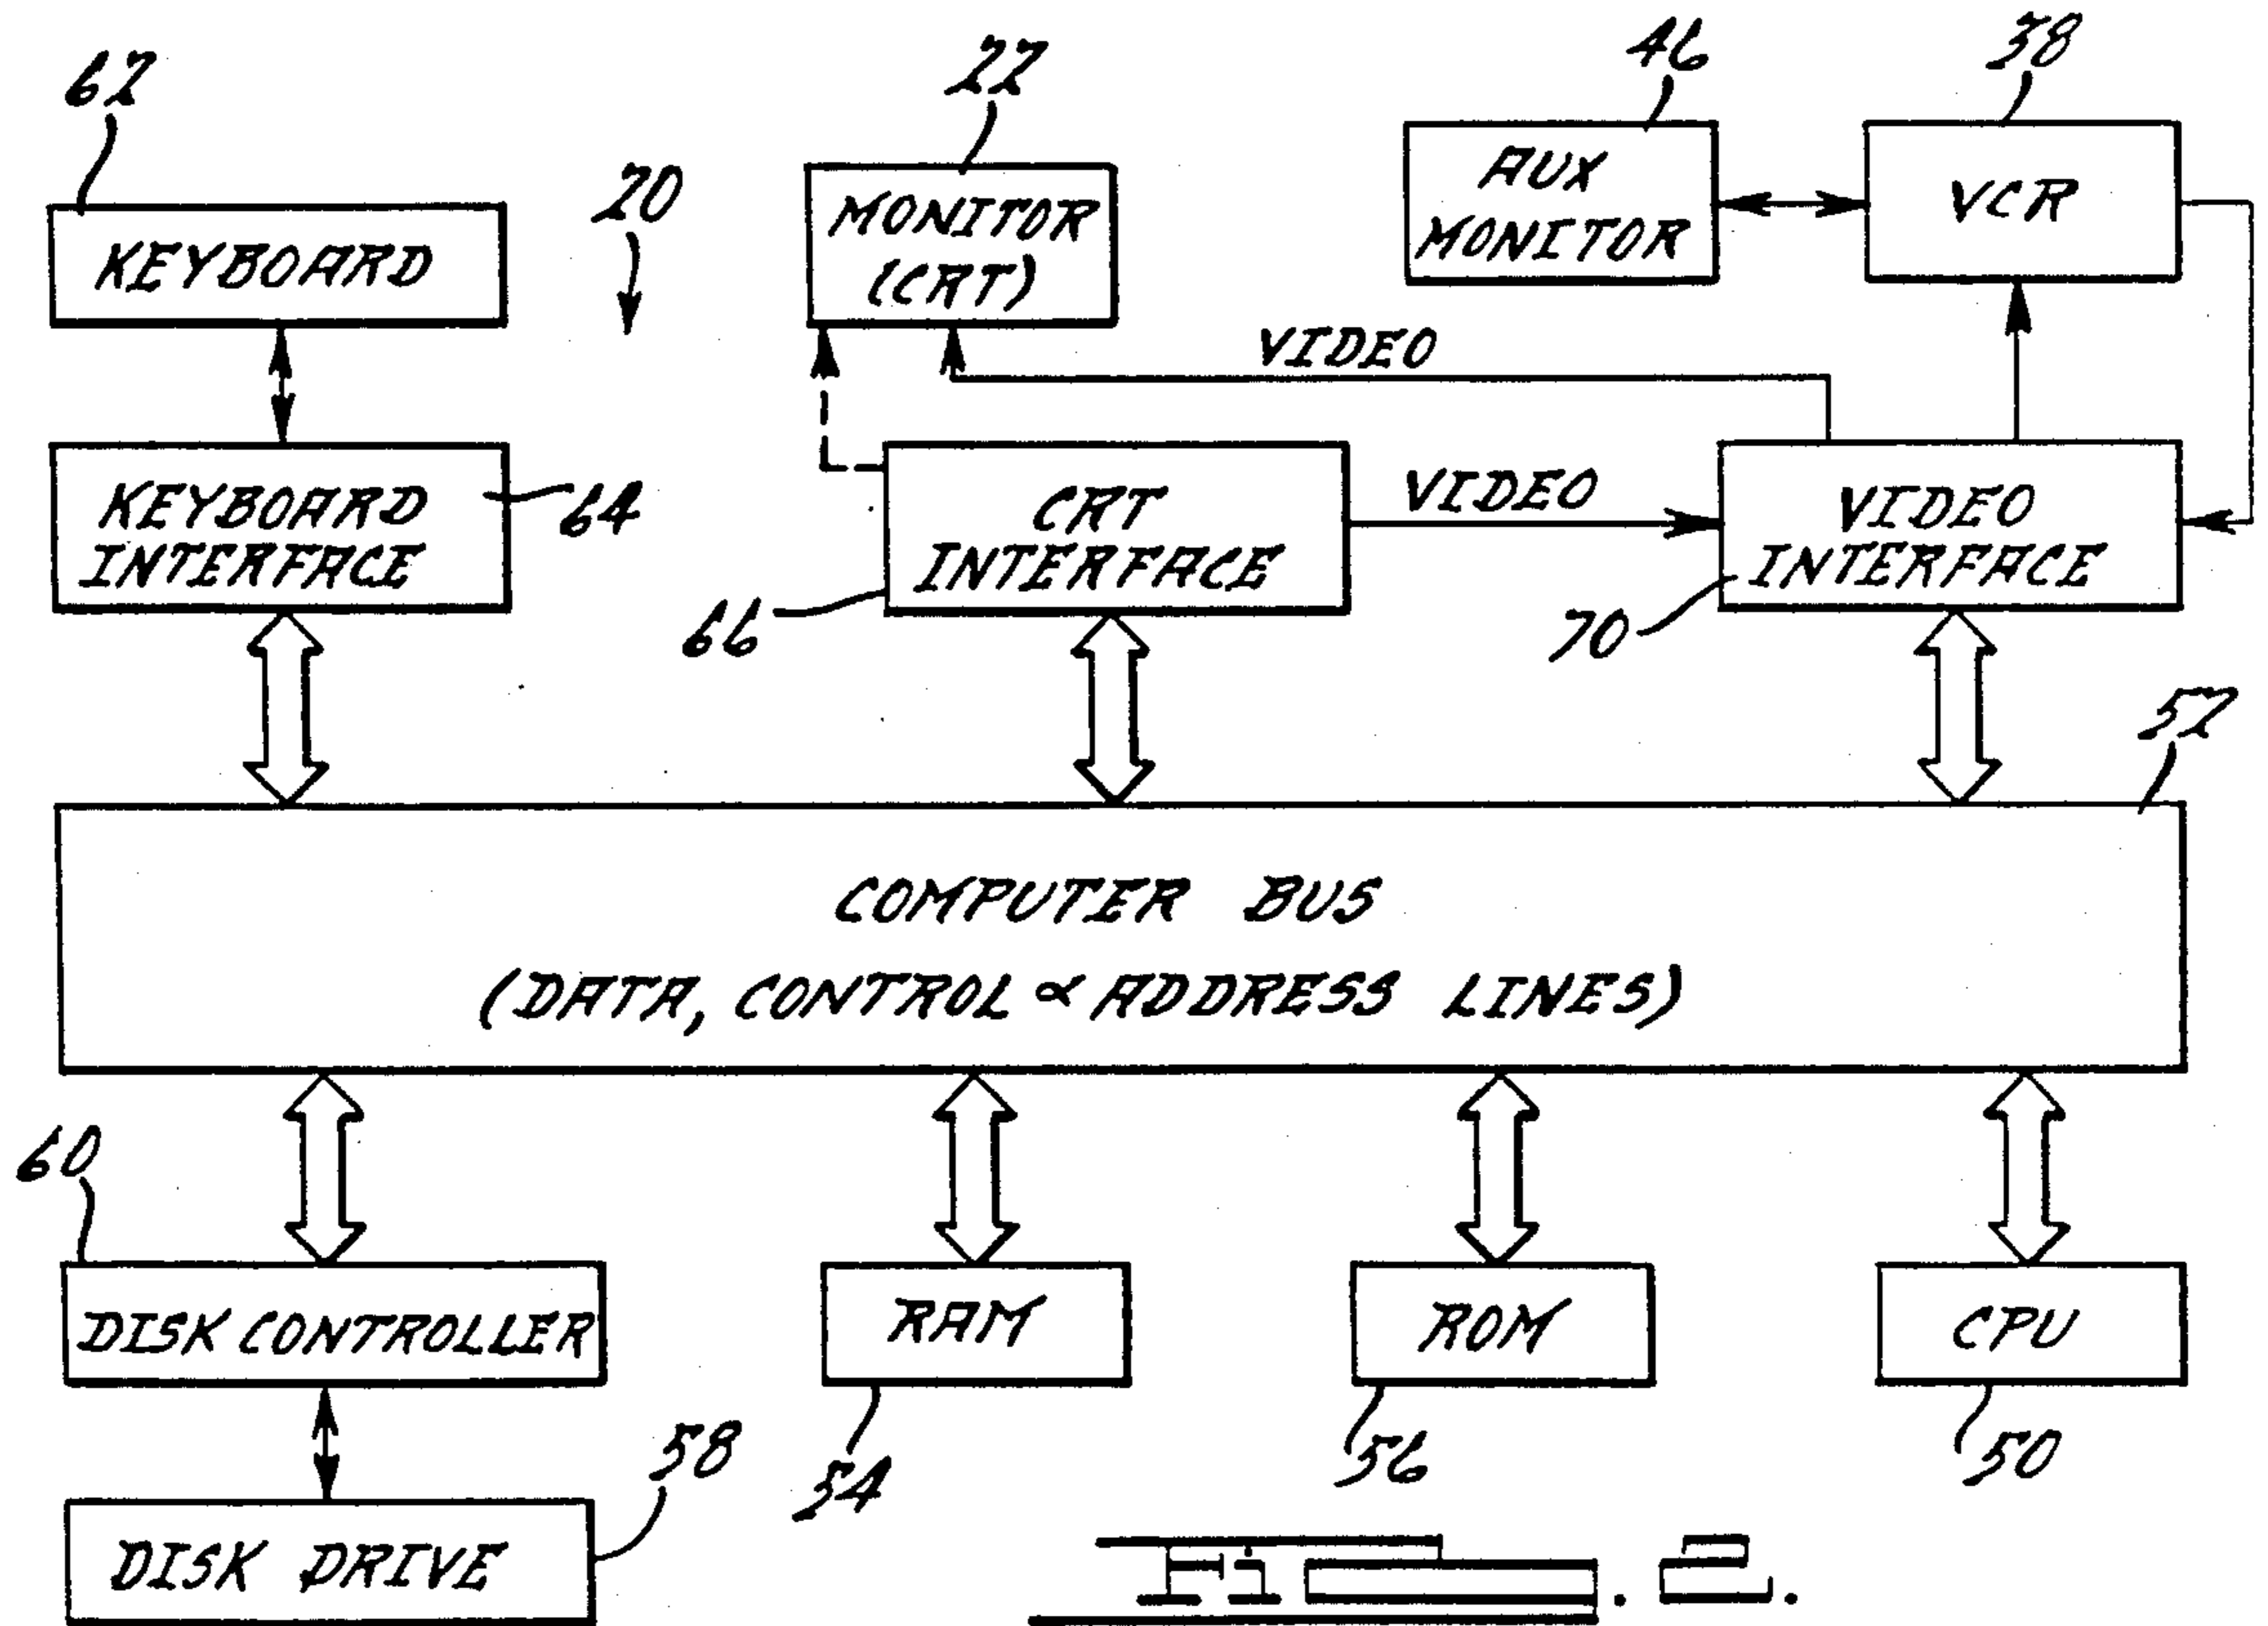 62
22
46
38
20
KEYBOARD
MONITOR
(CRT)
AUX
MONITOR
VCR
VIDEO
KEYBOARD
INTERFACE
64
CRT
INTERFACE
66
VIDEO
VIDEO
INTERFACE
70
52
COMPUTER BUS
(DATA, CONTROL & ADDRESS LINES)
60
DISK CONTROLLER
RAM
ROM
CPU
58
54
56
50
DISK DRIVE
Fig. 2.